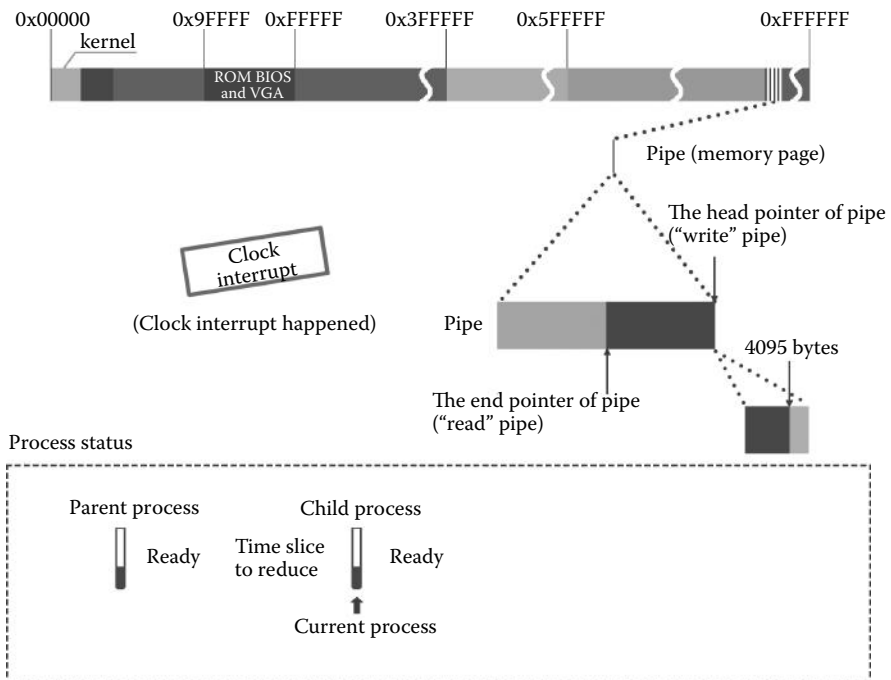 0x00000 0x9FFFF 0xFFFFF 0x3FFFFF 0x5FFFFF 0xFFFFFF
kernel
ROM BIOS
and VGA
Pipe (memory page)
The head pointer of pipe
(“write” pipe)
Clock
interrupt
(Clock interrupt happened)
Pipe
4095 bytes
The end pointer of pipe
(“read” pipe)
Process status
Parent process
Ready
Time slice
to reduce
Child process
Ready
Current process